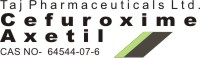 Taj Pharmaceuticals Ltd.
Cefuroxime
Axetil
CAS NO- 64544-07-6